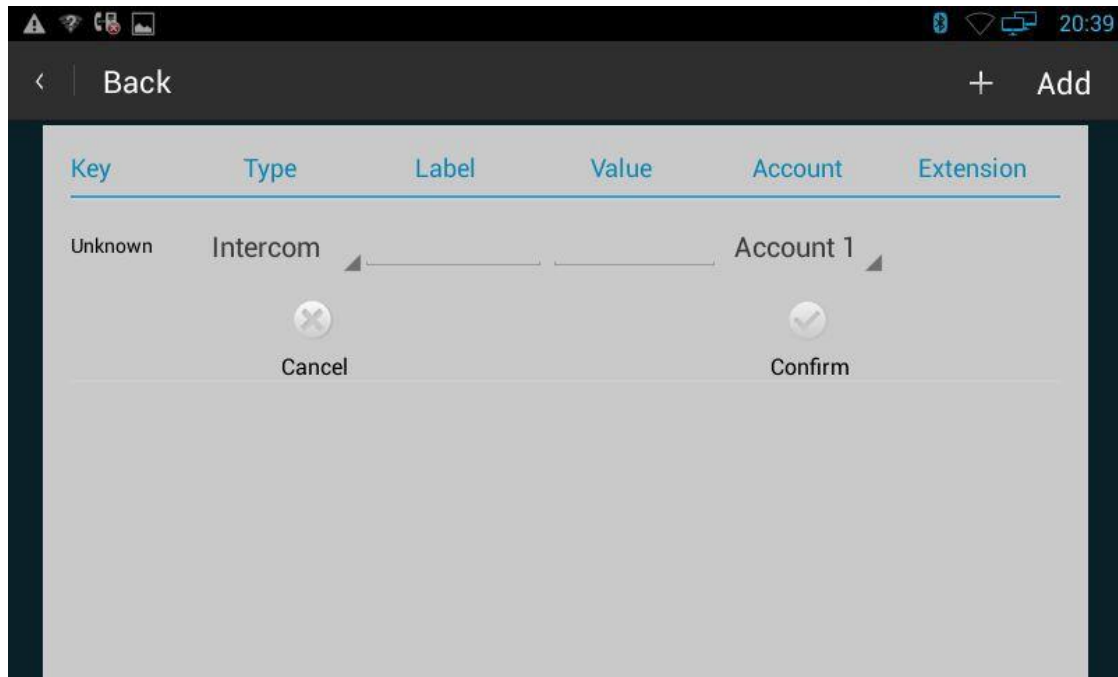 20:39
Back + Add
Key Type Label Value Account Extension
Unknown Intercom Account 1
Cancel Confirm